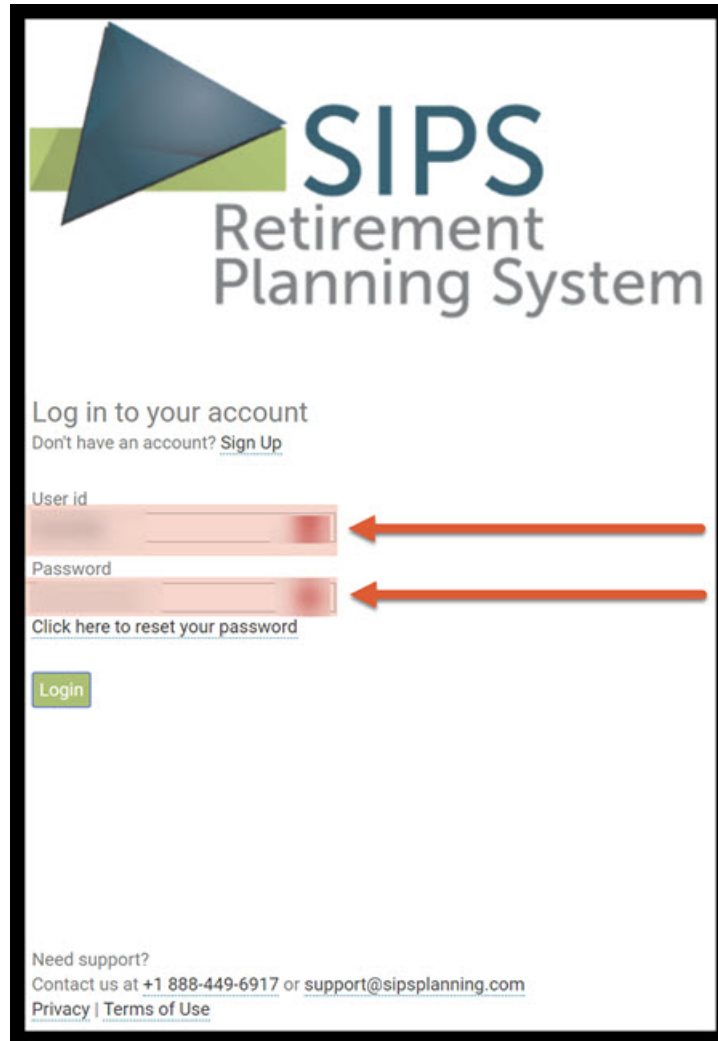 SIPS
Retirement
Planning System
Log in to your account
Don't have an account? Sign Up
User id
Password
Click here to reset your password
Login
Need support?
Contact us at +1 888-449-6917 or support@sipsplanning.com
Privacy | Terms of Use